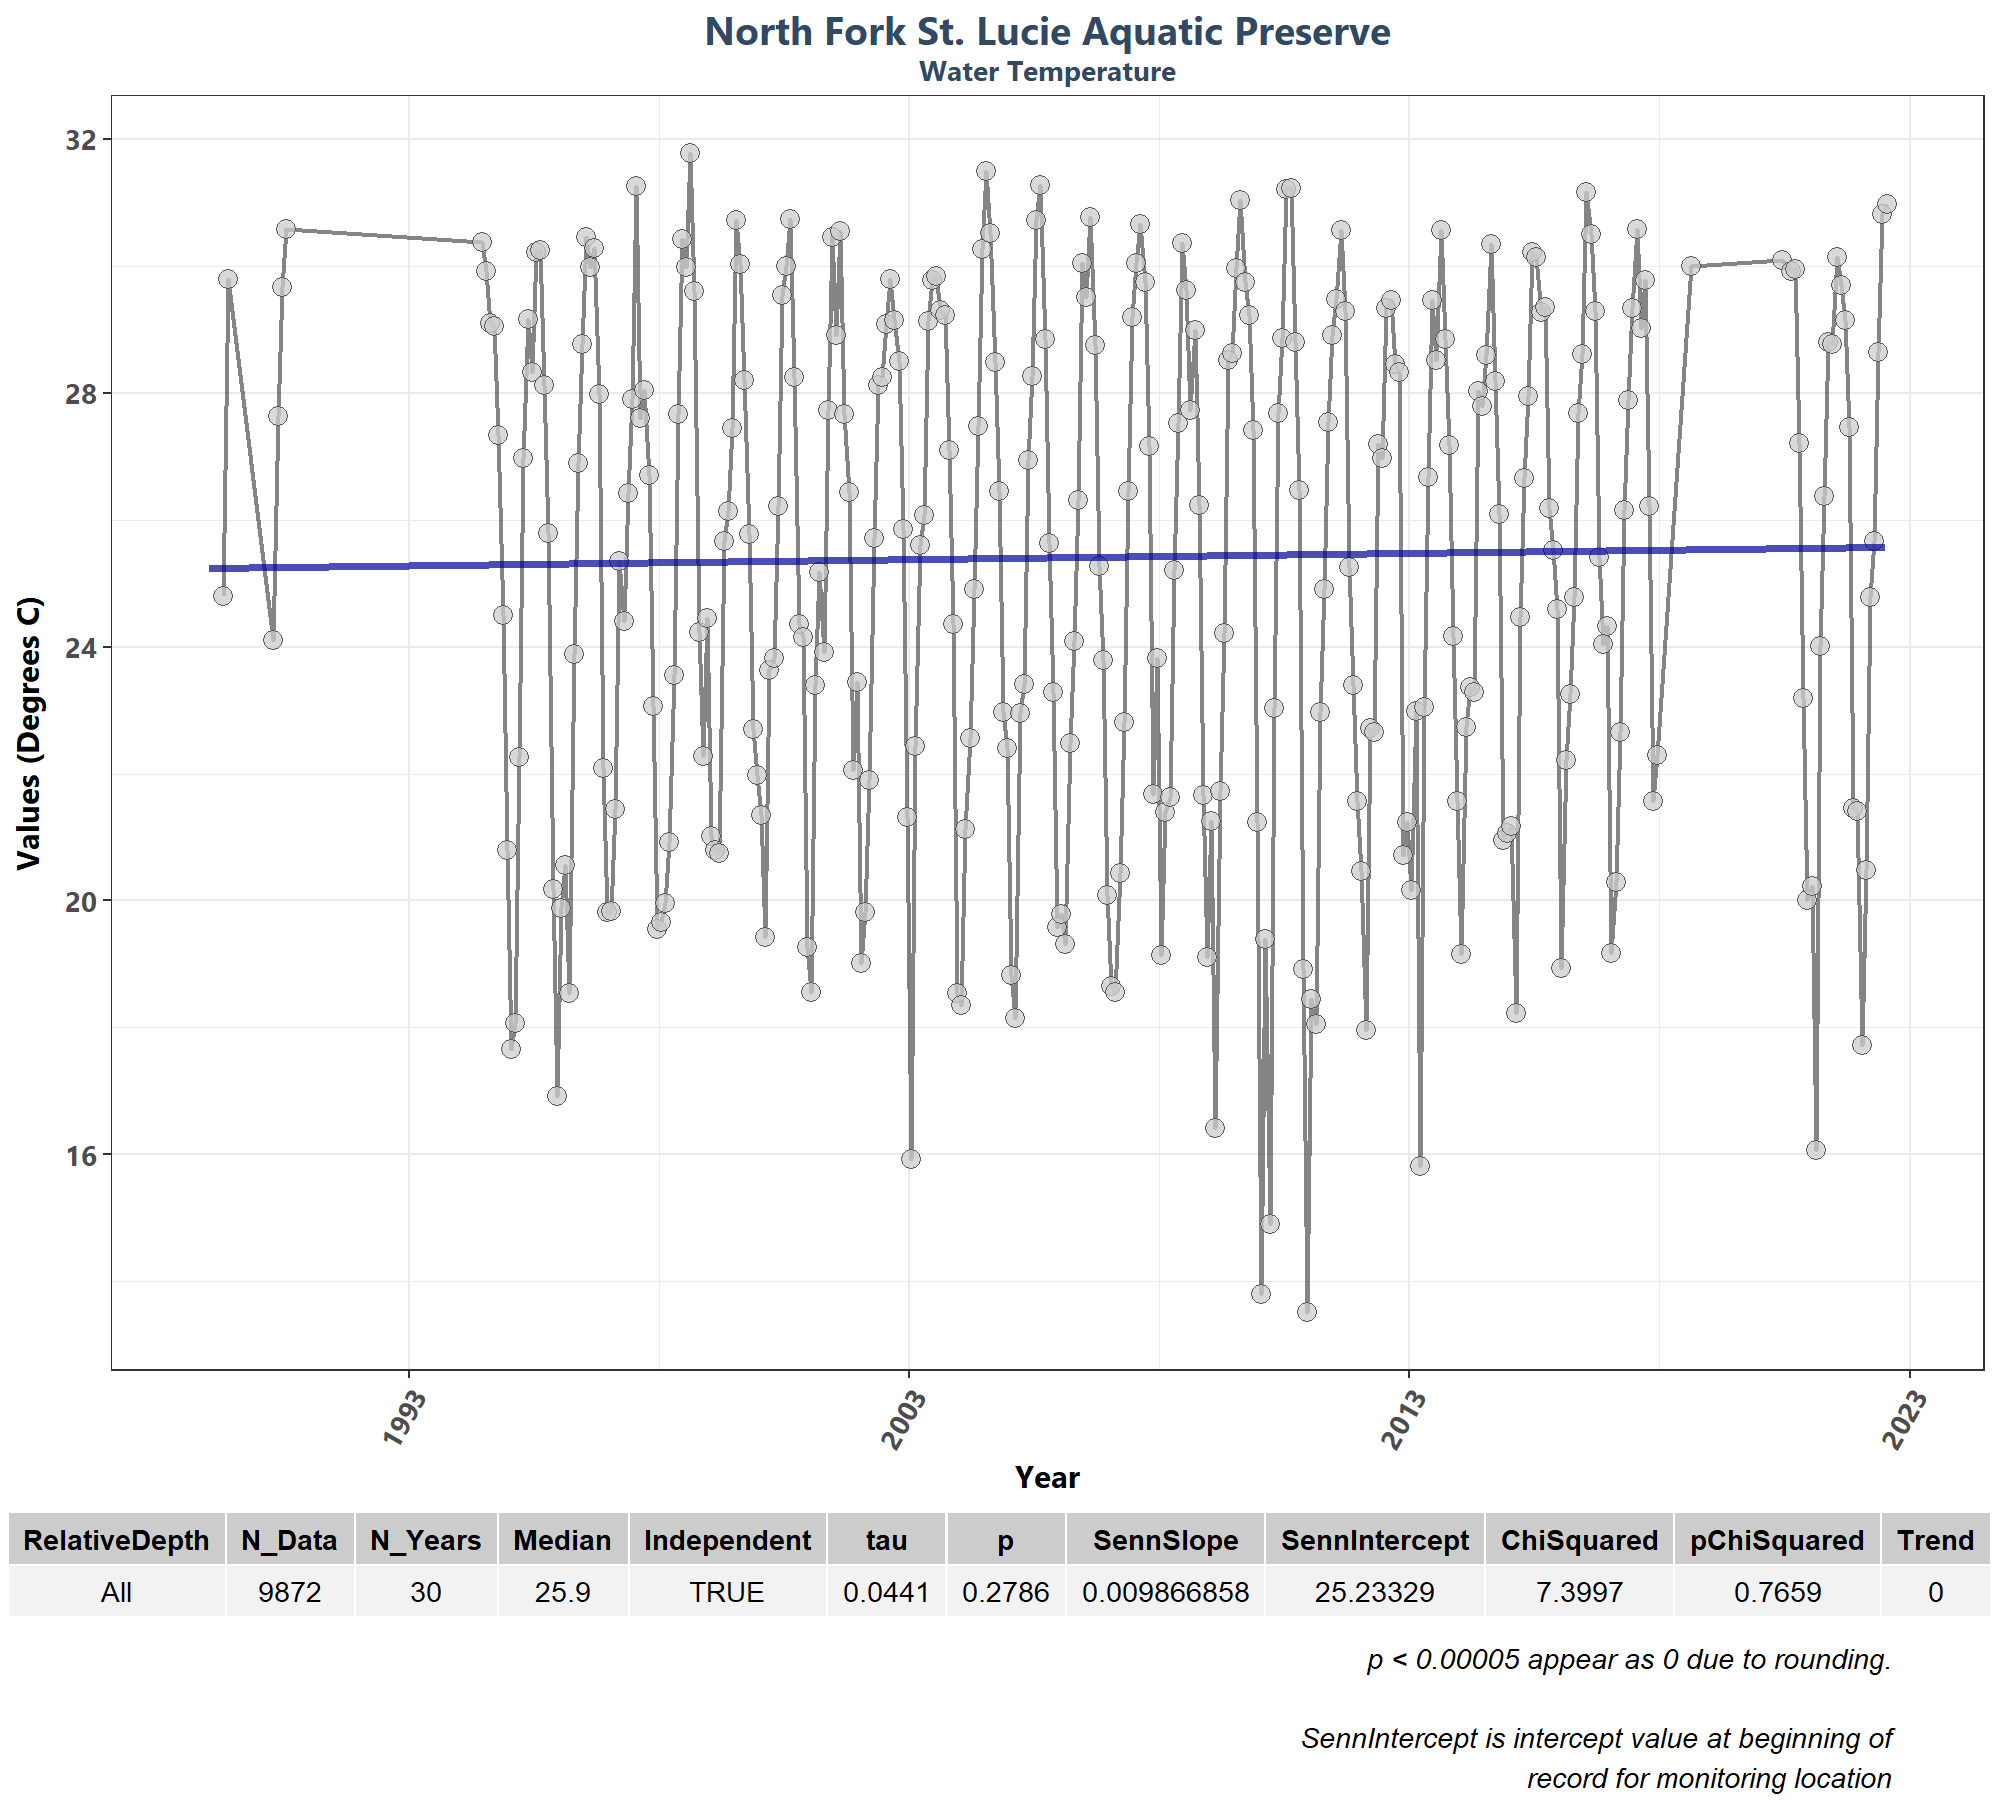 North Fork St. Lucie Aquatic Preserve
Water Temperature
Values (Degrees C)
32
28
24
20
16
1993 2003 2013 2023
Year
RelativeDepth N_Data N_Years Median Independent tau p SennSlope SennIntercept ChiSquared pChiSquared Trend
All 9872 30 25.9 TRUE 0.0441 0.2786 0.009866858 25.23329 7.3997 0.7659 0
p < 0.00005 appear as 0 due to rounding.
SennIntercept is intercept value at beginning of
record for monitoring location